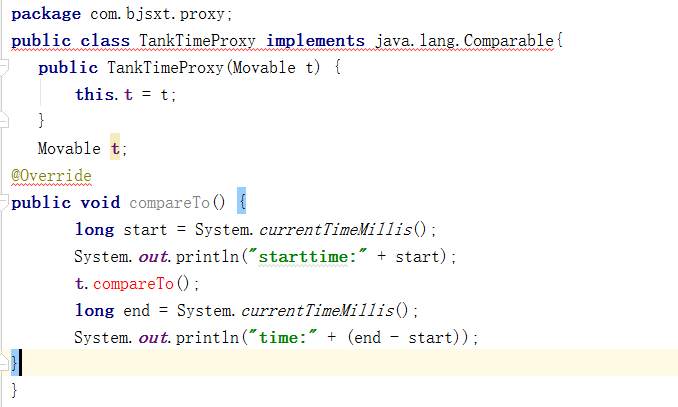 package com.bjsxt.proxy;
public class TankTimeProxy implements java.lang.Comparable{
public TankTimeProxy(Movable t) {
this.t = t;
}
Movable t;
@Override
public void compareTo() {
long start = System.currentTimeMillis();
System.out.println("starttime:" + start);
t.compareTo();
long end = System.currentTimeMillis();
System.out.println("time:" + (end - start));
}
}